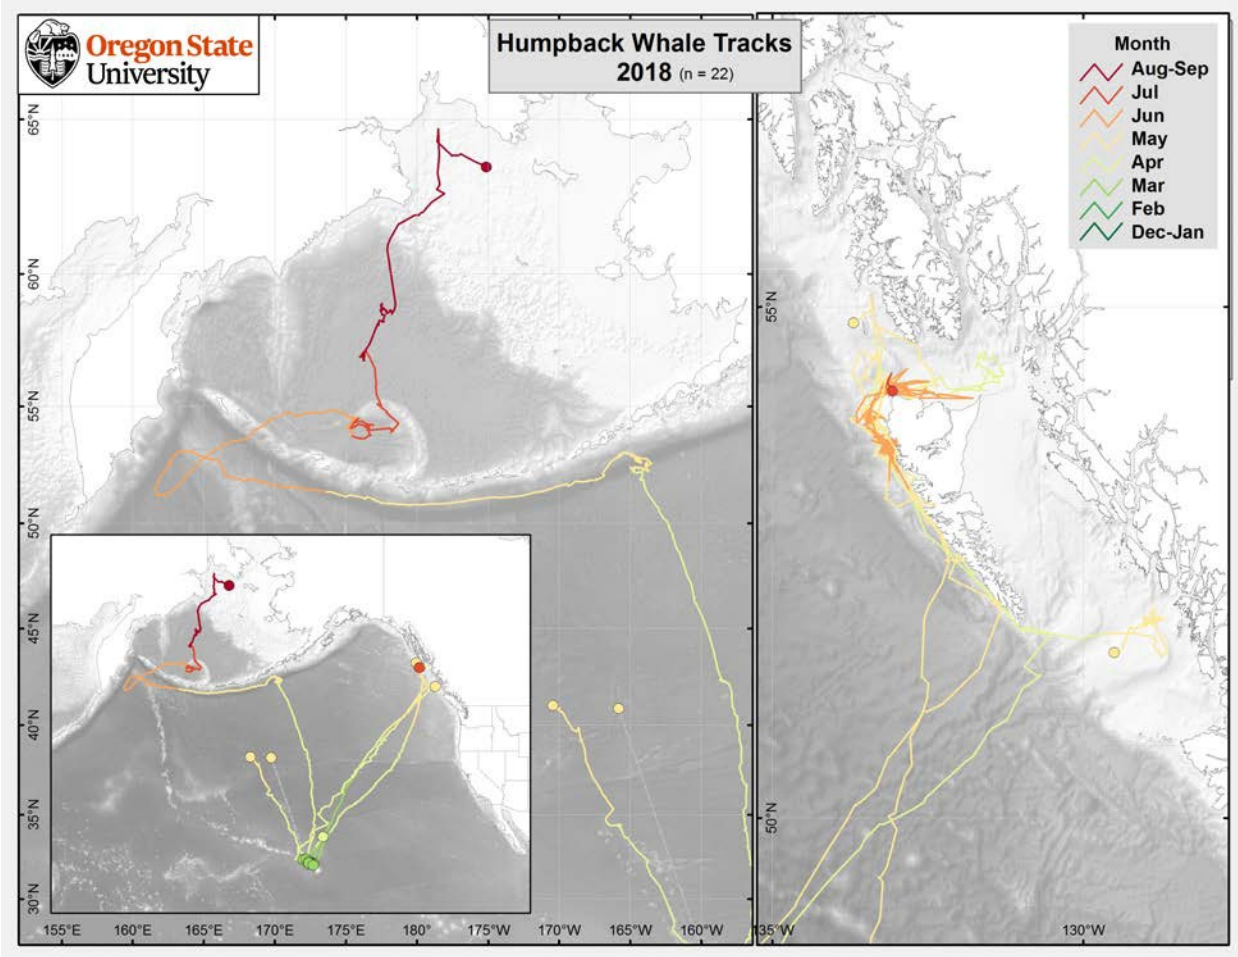 Oregon State
University
Humpback Whale Tracks
2018 (n = 22)
Month
Aug-Sep
Jul
Jun
May
Apr
Mar
Feb
Dec-Jan
65°N
60°N
55°N
50°N
45°N
40°N
35°N
30°N
155°E
160°E
165°E
170°E
175°E
180°
175°W
170°W
165°W
160°W
55°N
50°N
135°W
130°W